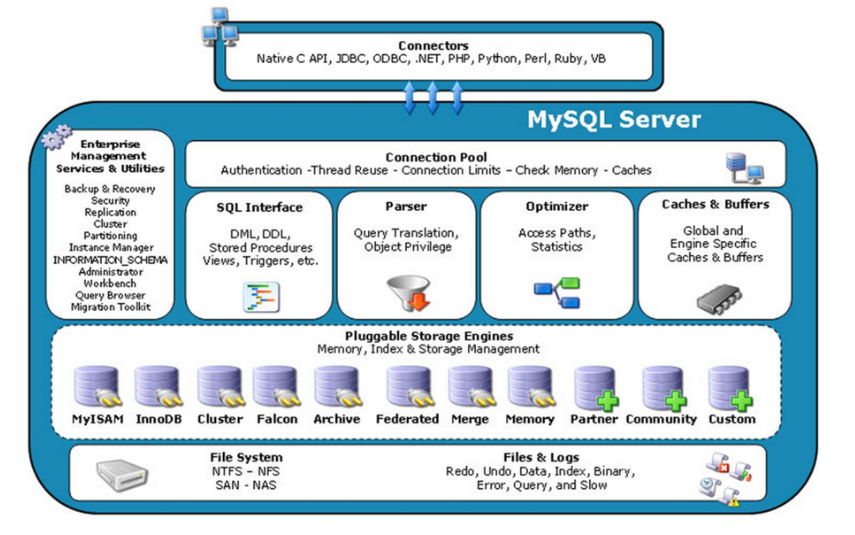 Connectors
Native C API, JDBC, ODBC, .NET, PHP, Python, Perl, Ruby, VB
MySQL Server
Enterprise
Management
Services & Utilities
Backup & Recovery
Security
Replication
Cluster
Partitioning
Instance Manager
INFORMATION_SCHEMA
Administrator
Workbench
Query Browser
Migration Toolkit
Connection Pool
Authentication -Thread Reuse - Connection Limits – Check Memory - Caches
SQL Interface
DML, DDL,
Stored Procedures
Views, Triggers, etc.
Parser
Query Translation,
Object Privilege
Optimizer
Access Paths,
Statistics
Caches & Buffers
Global and
Engine Specific
Caches & Buffers
Pluggable Storage Engines
Memory, Index & Storage Management
MyISAM InnoDB Cluster Falcon Archive Federated Merge Memory Partner Community Custom
File System
NTFS – NFS
SAN - NAS
Files & Logs
Redo, Undo, Data, Index, Binary,
Error, Query, and Slow